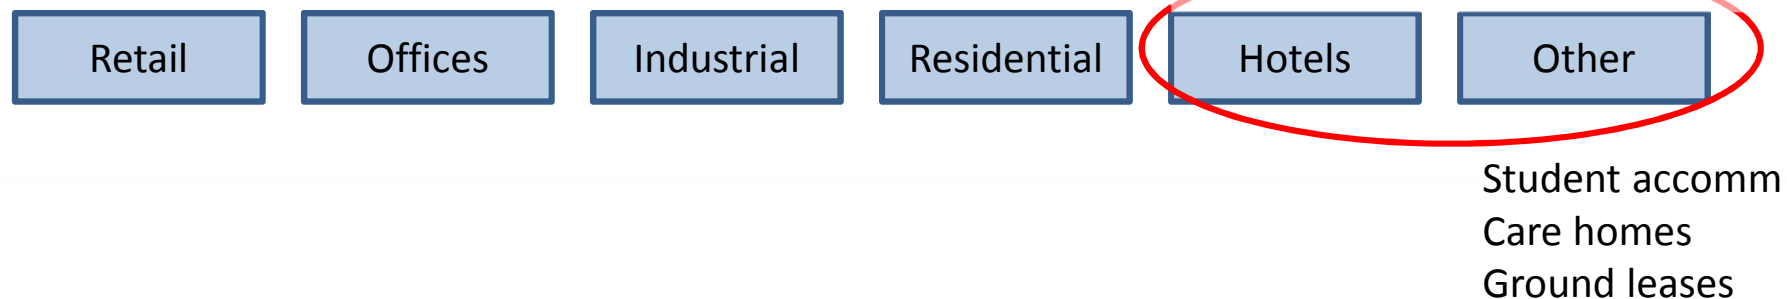 Retail Offices Industrial Residential Hotels Other
Student accomm
Care homes
Ground leases